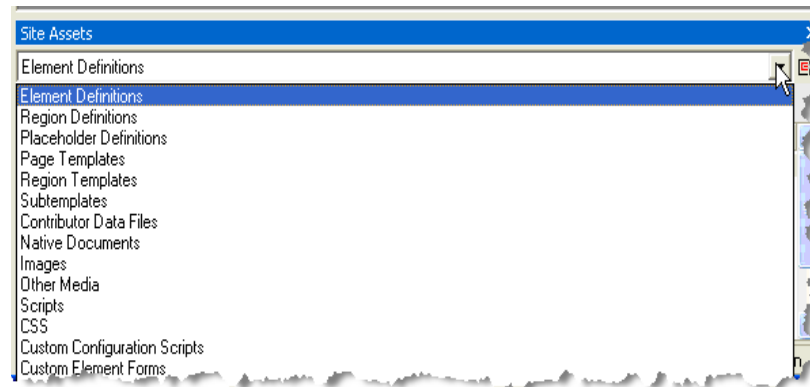 Site Assets
Element Definitions
Element Definitions
Region Definitions
Placeholder Definitions
Page Templates
Region Templates
Subtemplates
Contributor Data Files
Native Documents
Images
Other Media
Scripts
CSS
Custom Configuration Scripts
Custom Element Forms